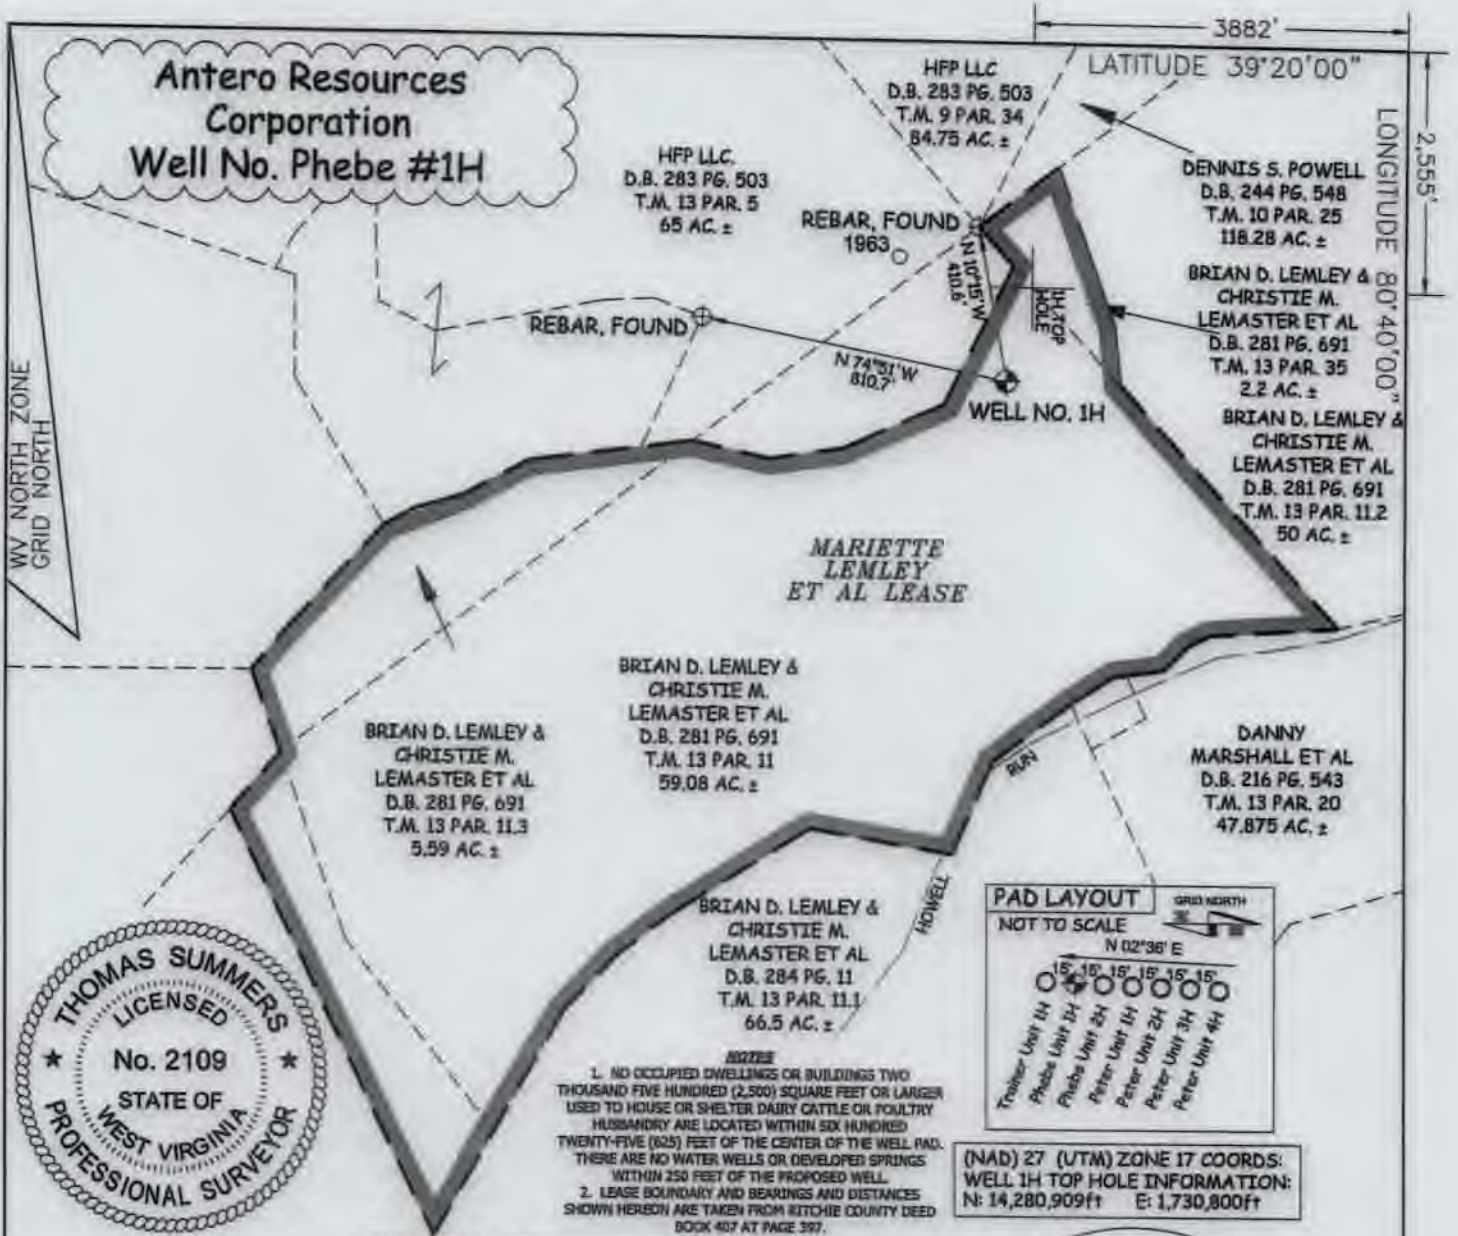 Antero Resources
Corporation
Well No. Phebe #1H
3882'
LATITUDE 39°20'00"
2,555'
LONGITUDE 80°40'00"
WV NORTH ZONE
GRID NORTH
HFP LLC.
D.B. 283 PG. 503
T.M. 13 PAR. 5
65 AC. ±
HFP LLC
D.B. 283 PG. 503
T.M. 9 PAR. 34
84.75 AC. ±
DENNIS S. POWELL
D.B. 244 PG. 548
T.M. 10 PAR. 25
118.28 AC. ±
REBAR, FOUND
1963
REBAR, FOUND
N 10°15' W
410.6'
1H TOP
HOLE
N 74°51' W
810.7'
WELL NO. 1H
BRIAN D. LEMLEY &
CHRISTIE M.
LEMASTER ET AL
D.B. 281 PG. 691
T.M. 13 PAR. 35
2.2 AC. ±
BRIAN D. LEMLEY &
CHRISTIE M.
LEMASTER ET AL
D.B. 281 PG. 691
T.M. 13 PAR. 11.2
50 AC. ±
MARIETTE
LEMLEY
ET AL LEASE
BRIAN D. LEMLEY &
CHRISTIE M.
LEMASTER ET AL
D.B. 281 PG. 691
T.M. 13 PAR. 11
59.08 AC. ±
BRIAN D. LEMLEY &
CHRISTIE M.
LEMASTER ET AL
D.B. 281 PG. 691
T.M. 13 PAR. 11.3
5.59 AC. ±
RUN
DANNY
MARSHALL ET AL
D.B. 216 PG. 543
T.M. 13 PAR. 20
47.875 AC. ±
HOWELL
BRIAN D. LEMLEY &
CHRISTIE M.
LEMASTER ET AL
D.B. 284 PG. 11
T.M. 13 PAR. 11.1
66.5 AC. ±
PAD LAYOUT
NOT TO SCALE
GRID NORTH
N 02°36' E
15' 15' 15' 15' 15' 15'
Trainer Unit 1H
Phebe Unit 1H
Phebe Unit 2H
Peter Unit 1H
Peter Unit 2H
Peter Unit 3H
Peter Unit 4H
THOMAS SUMMERS
LICENSED
No. 2109
STATE OF
WEST VIRGINIA
PROFESSIONAL SURVEYOR
NOTES
1. NO OCCUPIED DWELLINGS OR BUILDINGS TWO
THOUSAND FIVE HUNDRED (2,500) SQUARE FEET OR LARGER
USED TO HOUSE OR SHELTER DAIRY CATTLE OR POULTRY
HUSBANDRY ARE LOCATED WITHIN SIX HUNDRED
TWENTY-FIVE (625) FEET OF THE CENTER OF THE WELL PAD.
THERE ARE NO WATER WELLS OR DEVELOPED SPRINGS
WITHIN 250 FEET OF THE PROPOSED WELL.
2. LEASE BOUNDARY AND BEARINGS AND DISTANCES
SHOWN HEREON ARE TAKEN FROM RITCHIE COUNTY DEED
BOOK 407 AT PAGE 397.
(NAD) 27 (UTM) ZONE 17 COORDS:
WELL 1H TOP HOLE INFORMATION:
N: 14,280,909ft E: 1,730,800ft